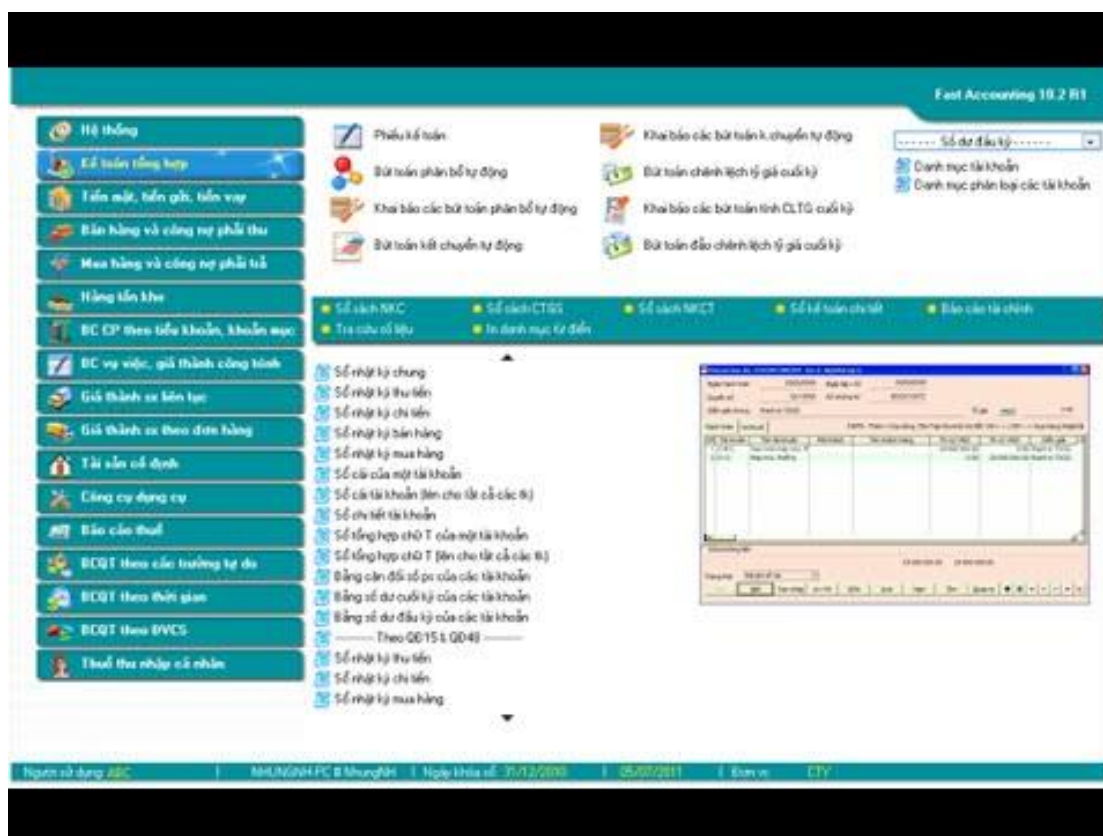 Fast Accounting 10.2 R1
Hệ thống
Kế toán tổng hợp
Tiền mặt, tiền gửi, tiền vay
Bán hàng và công nợ phải thu
Mua hàng và công nợ phải trả
Hàng tồn kho
BC CP theo tiểu khoản, khoản mục
BC vụ việc, giá thành công trình
Giá thành sx liên tục
Giá thành sx theo đơn hàng
Tài sản cố định
Công cụ dụng cụ
Báo cáo thuế
BCQT theo các trường tự do
BCQT theo thời gian
BCQT theo ĐVCS
Thuế thu nhập cá nhân
Phiếu kế toán
Bút toán phân bổ tự động
Khai báo các bút toán phân bổ tự động
Bút toán kết chuyển tự động
Khai báo các bút toán k.chuyển tự động
Bút toán chênh lệch tỷ giá cuối kỳ
Khai báo các bút toán tính CLTG cuối kỳ
Bút toán đảo chênh lệch tỷ giá cuối kỳ
------ Số dư đầu kỳ------
Danh mục tài khoản
Danh mục phân loại các tài khoản
Sổ sách NKC
Sổ sách CTGS
Sổ sách NKCT
Sổ kế toán chi tiết
Báo cáo tài chính
Tra cứu số liệu
In danh mục từ điển
Sổ nhật ký chung
Sổ nhật ký thu tiền
Sổ nhật ký chi tiền
Sổ nhật ký bán hàng
Sổ nhật ký mua hàng
Sổ cái của một tài khoản
Sổ cái tài khoản (lên cho tất cả các tk)
Sổ chi tiết tài khoản
Sổ tổng hợp chữ T của một tài khoản
Sổ tổng hợp chữ T (lên cho tất cả các tk)
Bảng cân đối số ps của các tài khoản
Bảng số dư cuối kỳ của các tài khoản
Bảng số dư đầu kỳ của các tài khoản
--------- Theo QĐ15 & QĐ48 ---------
Sổ nhật ký thu tiền
Sổ nhật ký chi tiền
Sổ nhật ký mua hàng
Người sử dụng: ABC | NHUNGNH-PC # NhungNH | Ngày khóa sổ: 31/12/2010 | 05/07/2011 | Đơn vị: CTY